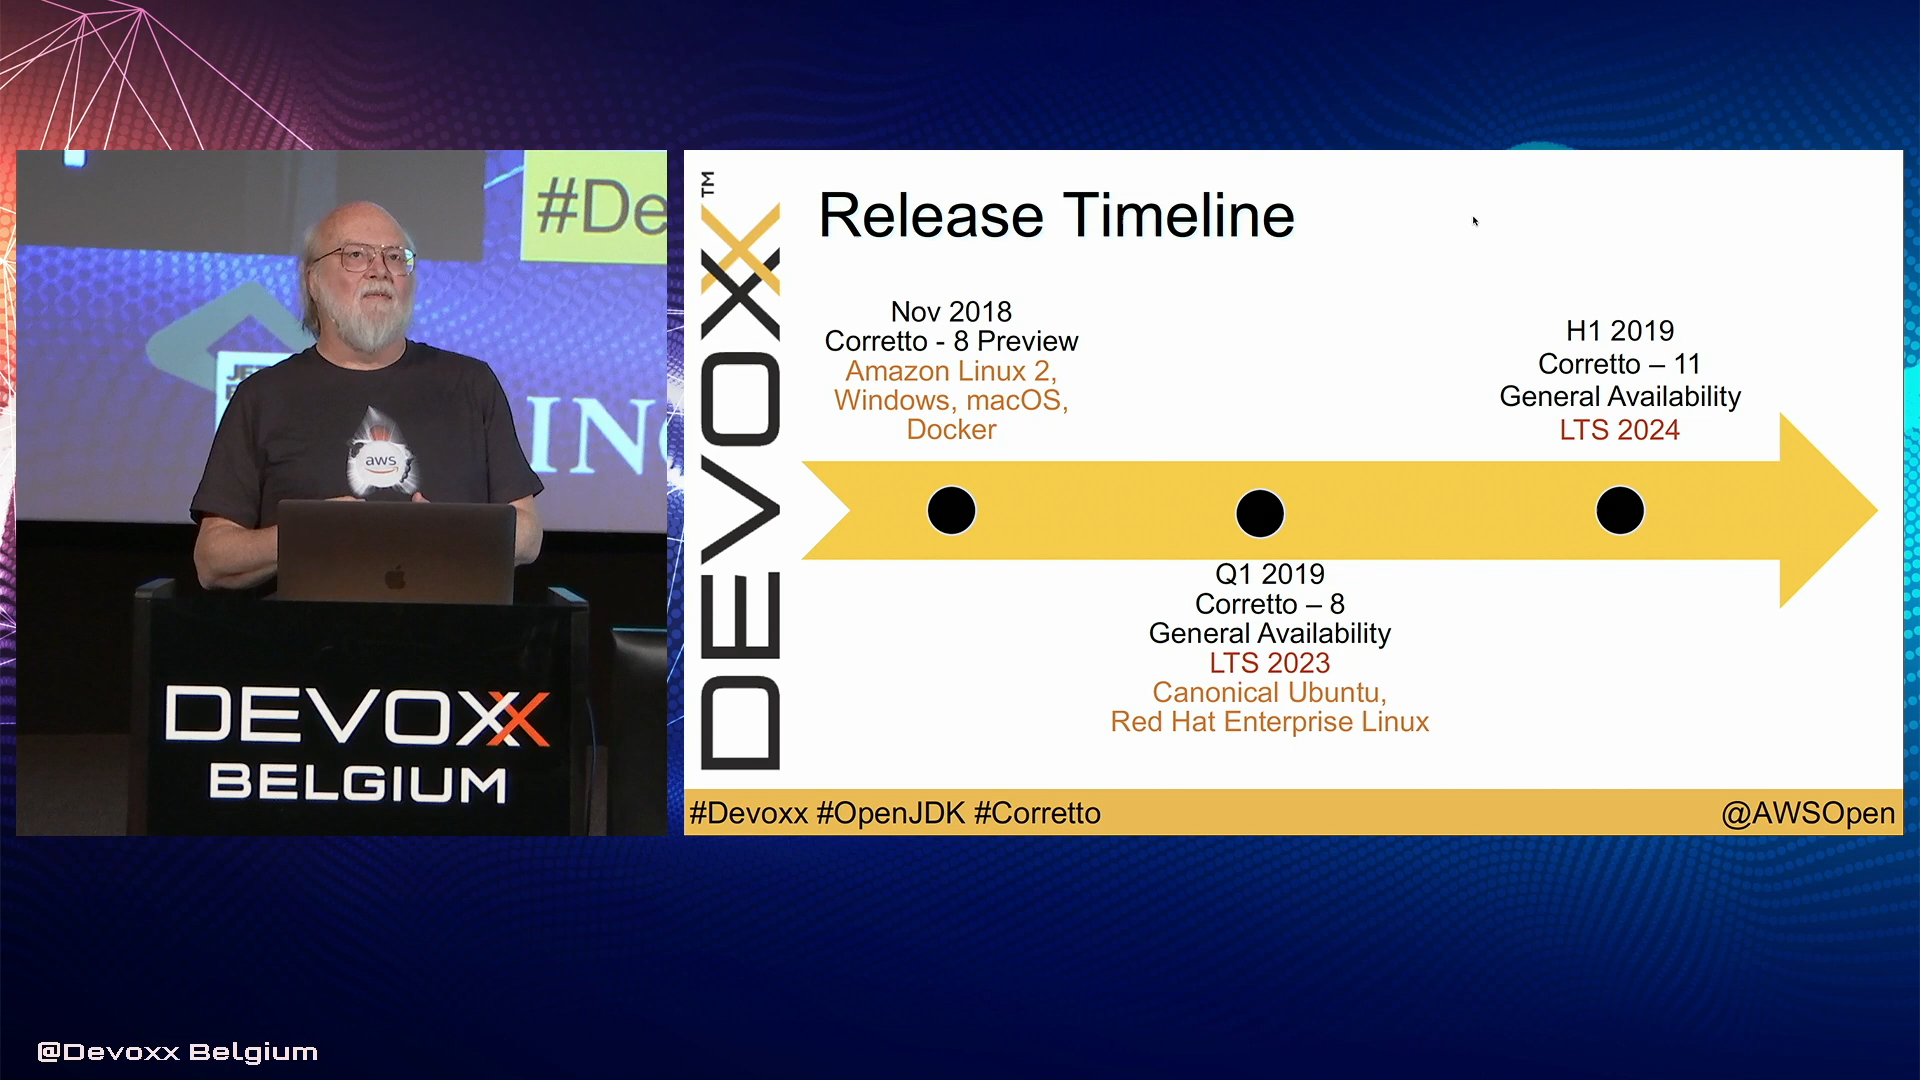 #De
IN
aws
DEVOXX
BELGIUM
DEVOXX™
Release Timeline
Nov 2018
Corretto - 8 Preview
Amazon Linux 2,
Windows, macOS,
Docker
Q1 2019
Corretto – 8
General Availability
LTS 2023
Canonical Ubuntu,
Red Hat Enterprise Linux
H1 2019
Corretto – 11
General Availability
LTS 2024
#Devoxx #OpenJDK #Corretto
@AWSOpen
@Devoxx Belgium